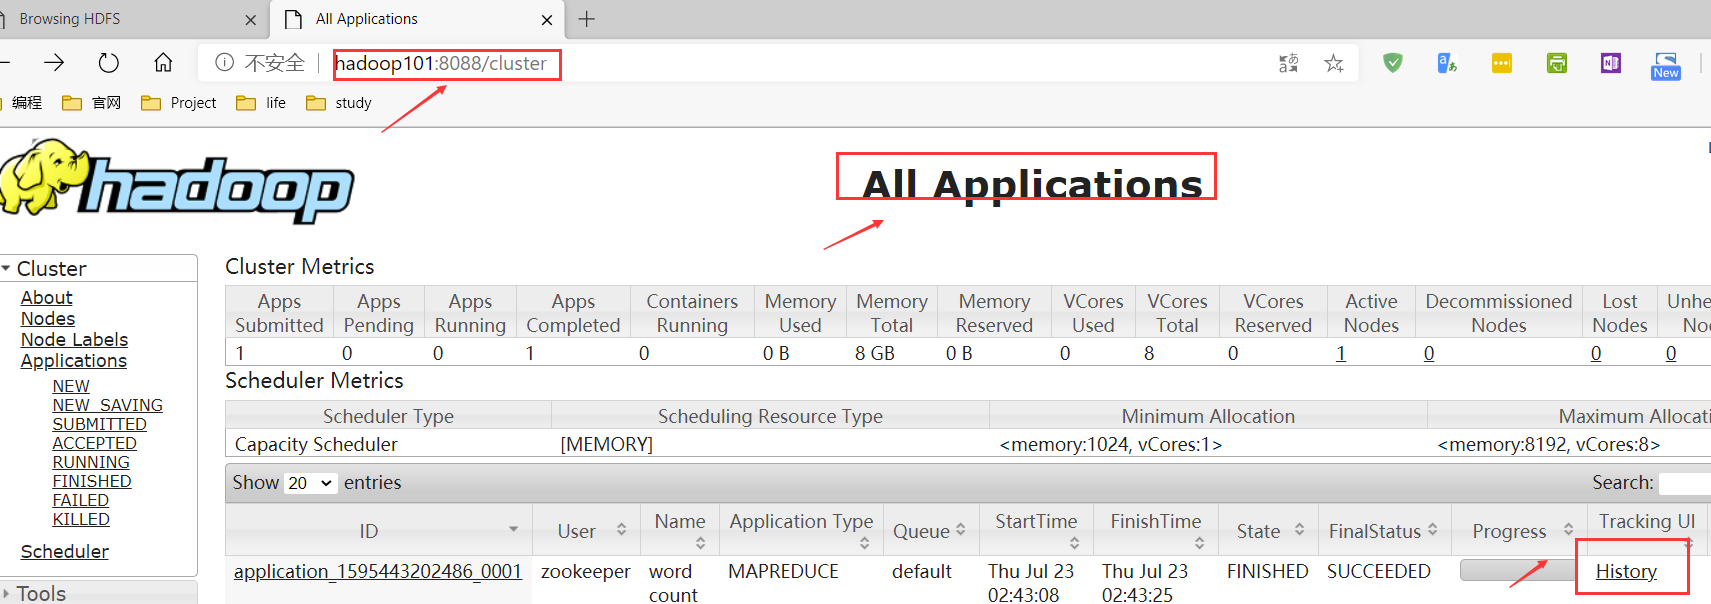 Browsing HDFS
All Applications
不安全
hadoop101:8088/cluster
New
编程
官网
Project
life
study
hadoop
All Applications
Cluster
About
Nodes
Node Labels
Applications
NEW
NEW_SAVING
SUBMITTED
ACCEPTED
RUNNING
FINISHED
FAILED
KILLED
Scheduler
Tools
Cluster Metrics
Apps Submitted Apps Pending Apps Running Apps Completed Containers Running Memory Used Memory Total Memory Reserved VCores Used VCores Total VCores Reserved Active Nodes Decommissioned Nodes Lost Nodes
1 0 0 1 0 0 B 8 GB 0 B 0 8 0 1 0 0 0
Scheduler Metrics
Scheduler Type Scheduling Resource Type Minimum Allocation Maximum
Capacity Scheduler [MEMORY] <memory:1024, vCores:1> <memory:8192, vCores:8>
Show 20 entries Search:
ID User Name Application Type Queue StartTime FinishTime State FinalStatus Progress Tracking UI
application_1595443202486_0001 zookeeper word count MAPREDUCE default Thu Jul 23 02:43:08 Thu Jul 23 02:43:25 FINISHED SUCCEEDED History